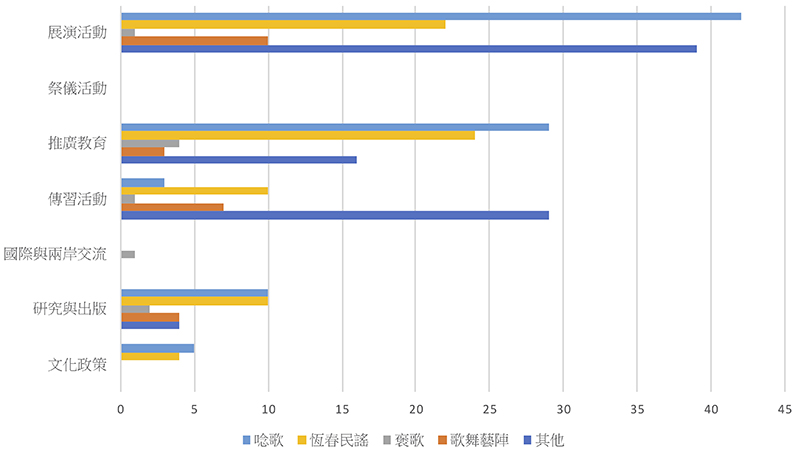 展演活動
祭儀活動
推廣教育
傳習活動
國際與兩岸交流
研究與出版
文化政策
0 5 10 15 20 25 30 35 40 45
唸歌 恆春民謠 褒歌 歌舞藝陣 其他